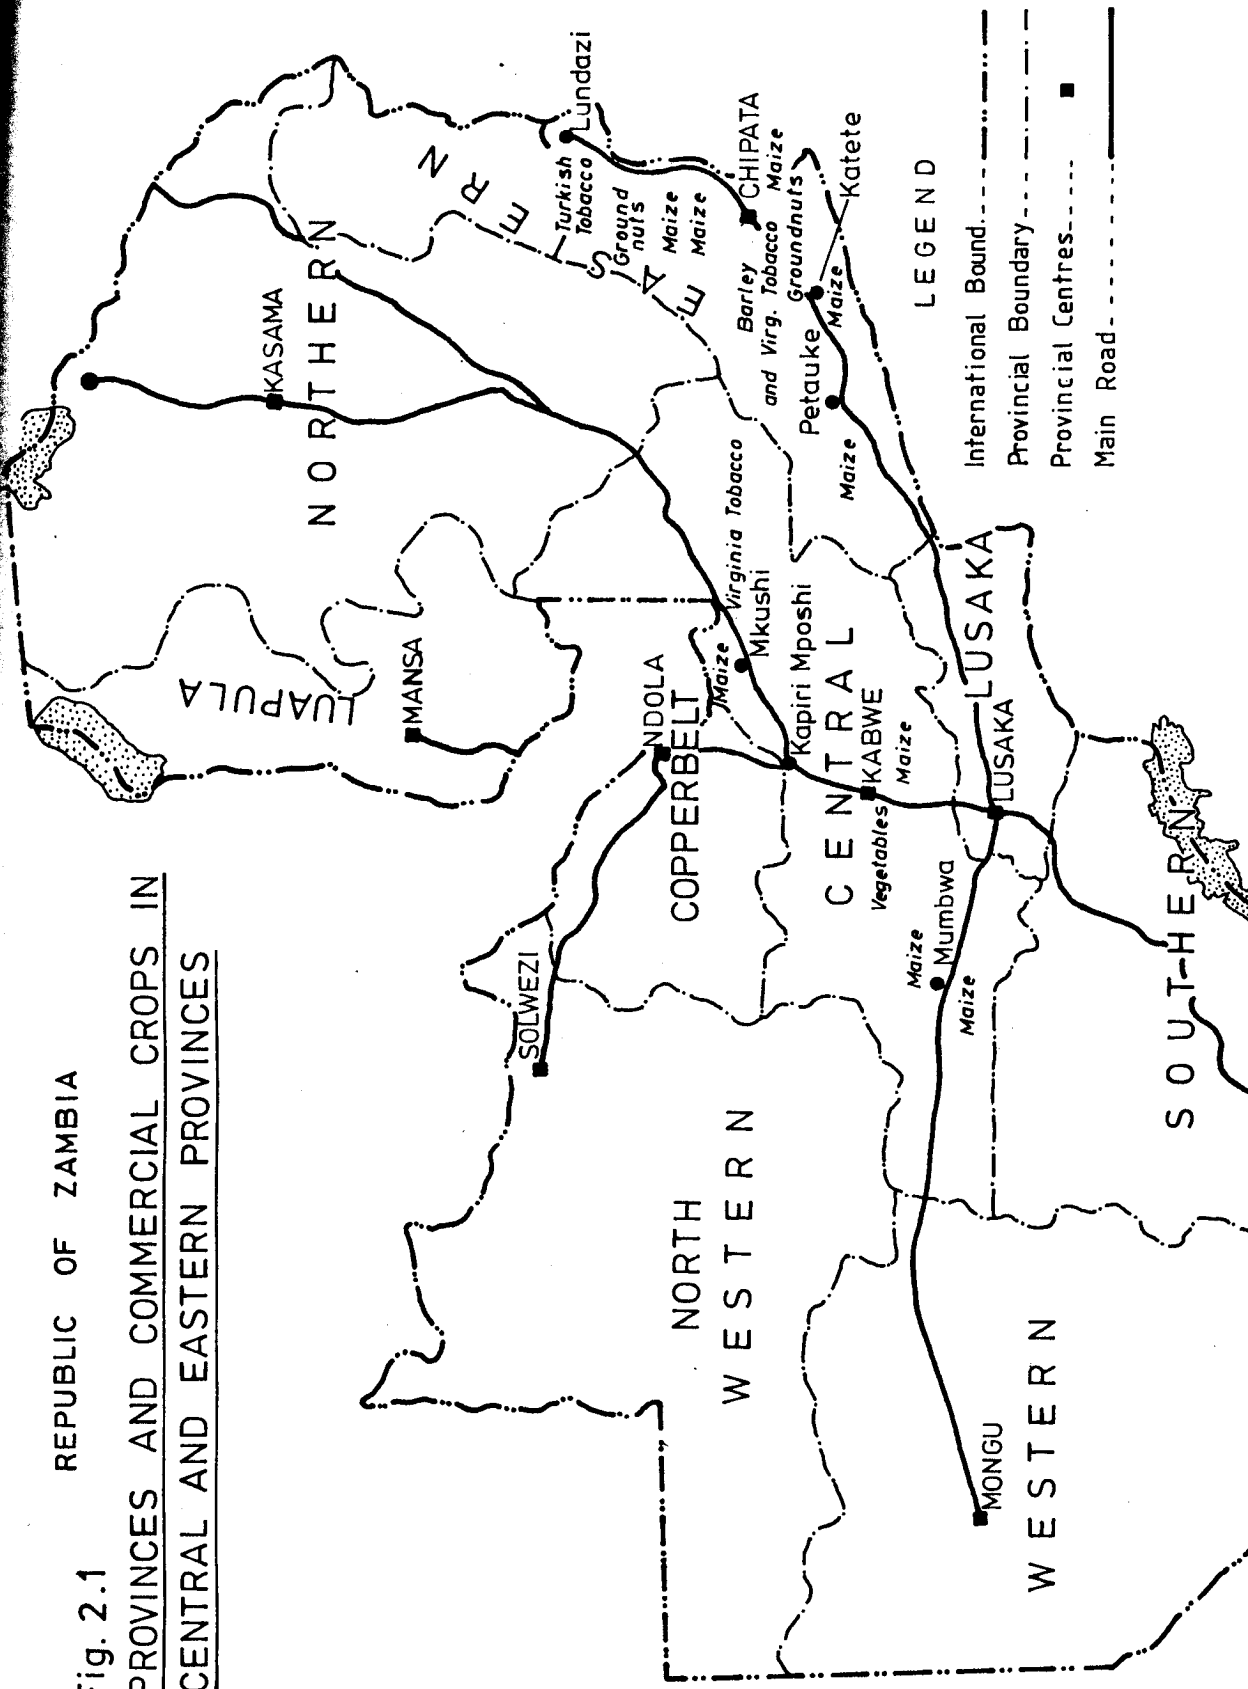 REPUBLIC OF ZAMBIA
Fig. 2.1
PROVINCES AND COMMERCIAL CROPS IN
CENTRAL AND EASTERN PROVINCES
KASAMA
NORTHERN
LUAPULA
MANSA
EASTERN
Lundazi
Turkish
Tobacco
Ground
nuts
Maize
Maize
CHIPATA
Maize
Barley
and Virg. Tobacco
Groundnuts
Katete
Maize
Petauke
Maize
Virginia Tobacco
Mkushi
Maize
Kapiri Mposhi
NDOLA
COPPERBELT
CENTRAL
KABWE
Maize
Vegetables
LUSAKA
LUSAKA
Maize
Mumbwa
Maize
SOLWEZI
NORTH
WESTERN
SOUTHERN
MONGU
WESTERN
LEGEND
International Bound.
Provincial Boundary
Provincial Centres
Main Road